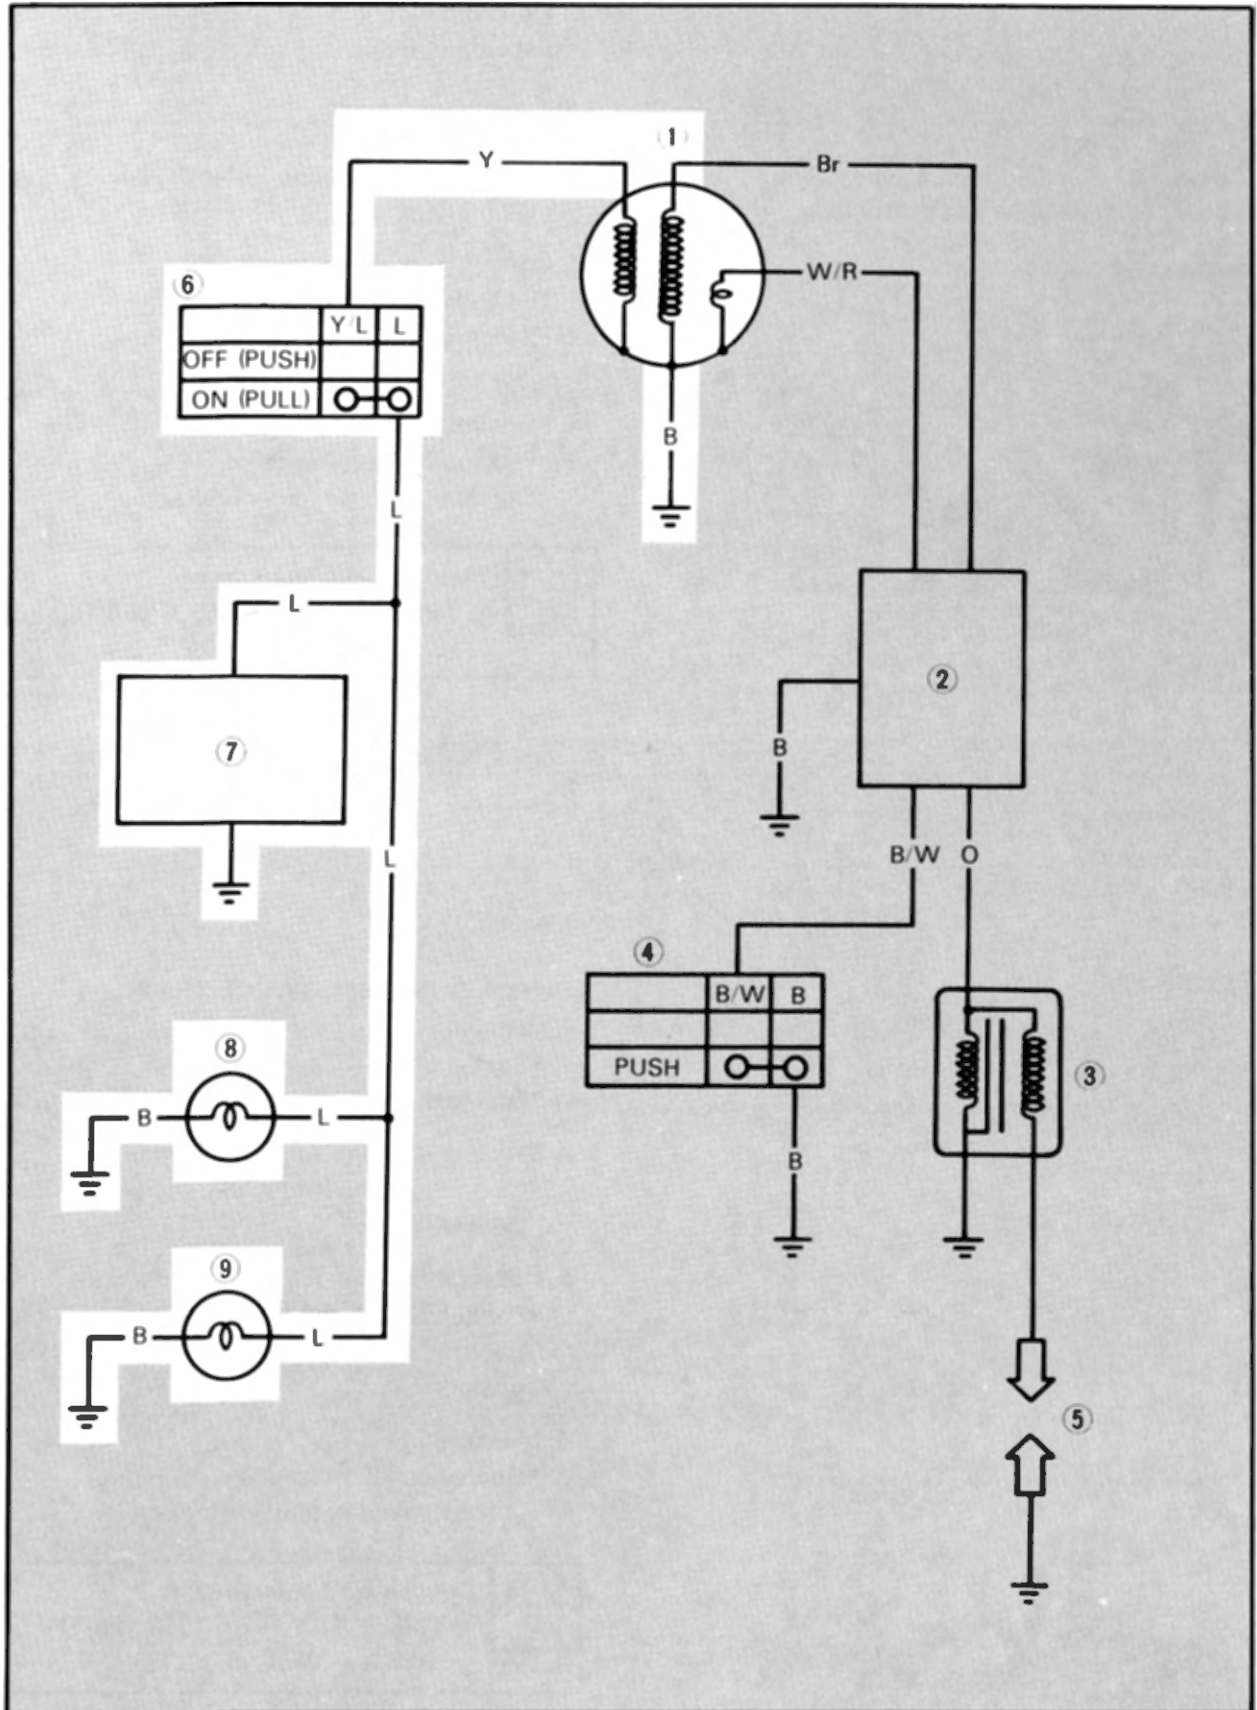 ①
Y
Br
W/R
⑥
Y/L L
OFF (PUSH)
ON (PULL)
B
L
L
②
⑦
B
L
B/W O
④
B/W B
③
PUSH
⑧
B L
B
⑨
B L
⑤